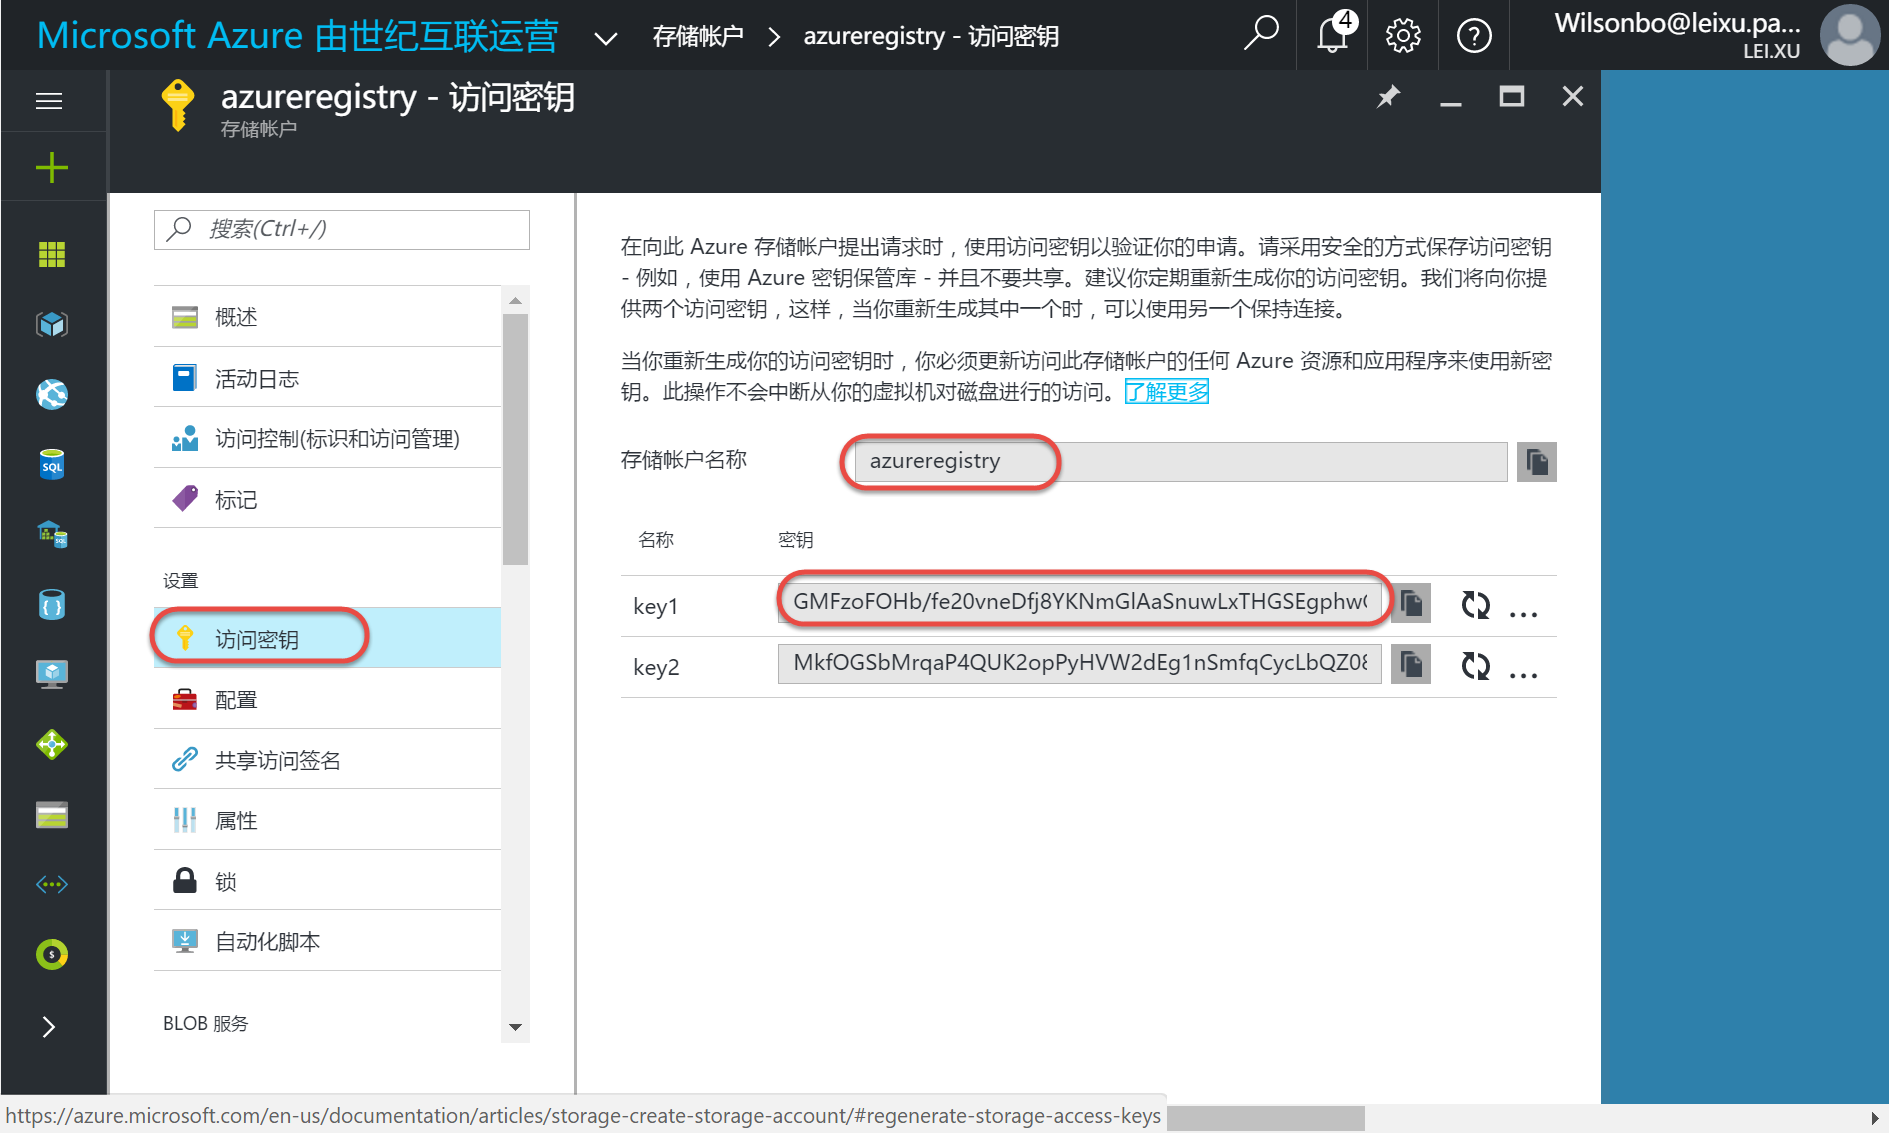 Microsoft Azure 由世纪互联运营
存储帐户 > azureregistry - 访问密钥
4
Wilsonbo@leixu.pa...
LEI.XU
azureregistry - 访问密钥
存储帐户
搜索(Ctrl+/)
概述
活动日志
访问控制(标识和访问管理)
标记
设置
访问密钥
配置
共享访问签名
属性
锁
自动化脚本
BLOB 服务
在向此 Azure 存储帐户提出请求时，使用访问密钥以验证你的申请。请采用安全的方式保存访问密钥
- 例如，使用 Azure 密钥保管库 - 并且不要共享。建议你定期重新生成你的访问密钥。我们将向你提
供两个访问密钥，这样，当你重新生成其中一个时，可以使用另一个保持连接。
当你重新生成你的访问密钥时，你必须更新访问此存储帐户的任何 Azure 资源和应用程序来使用新密
钥。此操作不会中断从你的虚拟机对磁盘进行的访问。了解更多
存储帐户名称 azureregistry
名称 密钥
key1 GMFzoFOHb/fe20vneDfj8YKNmGlAaSnuwLxTHGSEgphw
key2 MkfOGSbMrqaP4QUK2opPyHVW2dEg1nSmfqCycLbQZ08
SQL
SQL
https://azure.microsoft.com/en-us/documentation/articles/storage-create-storage-account/#regenerate-storage-access-keys